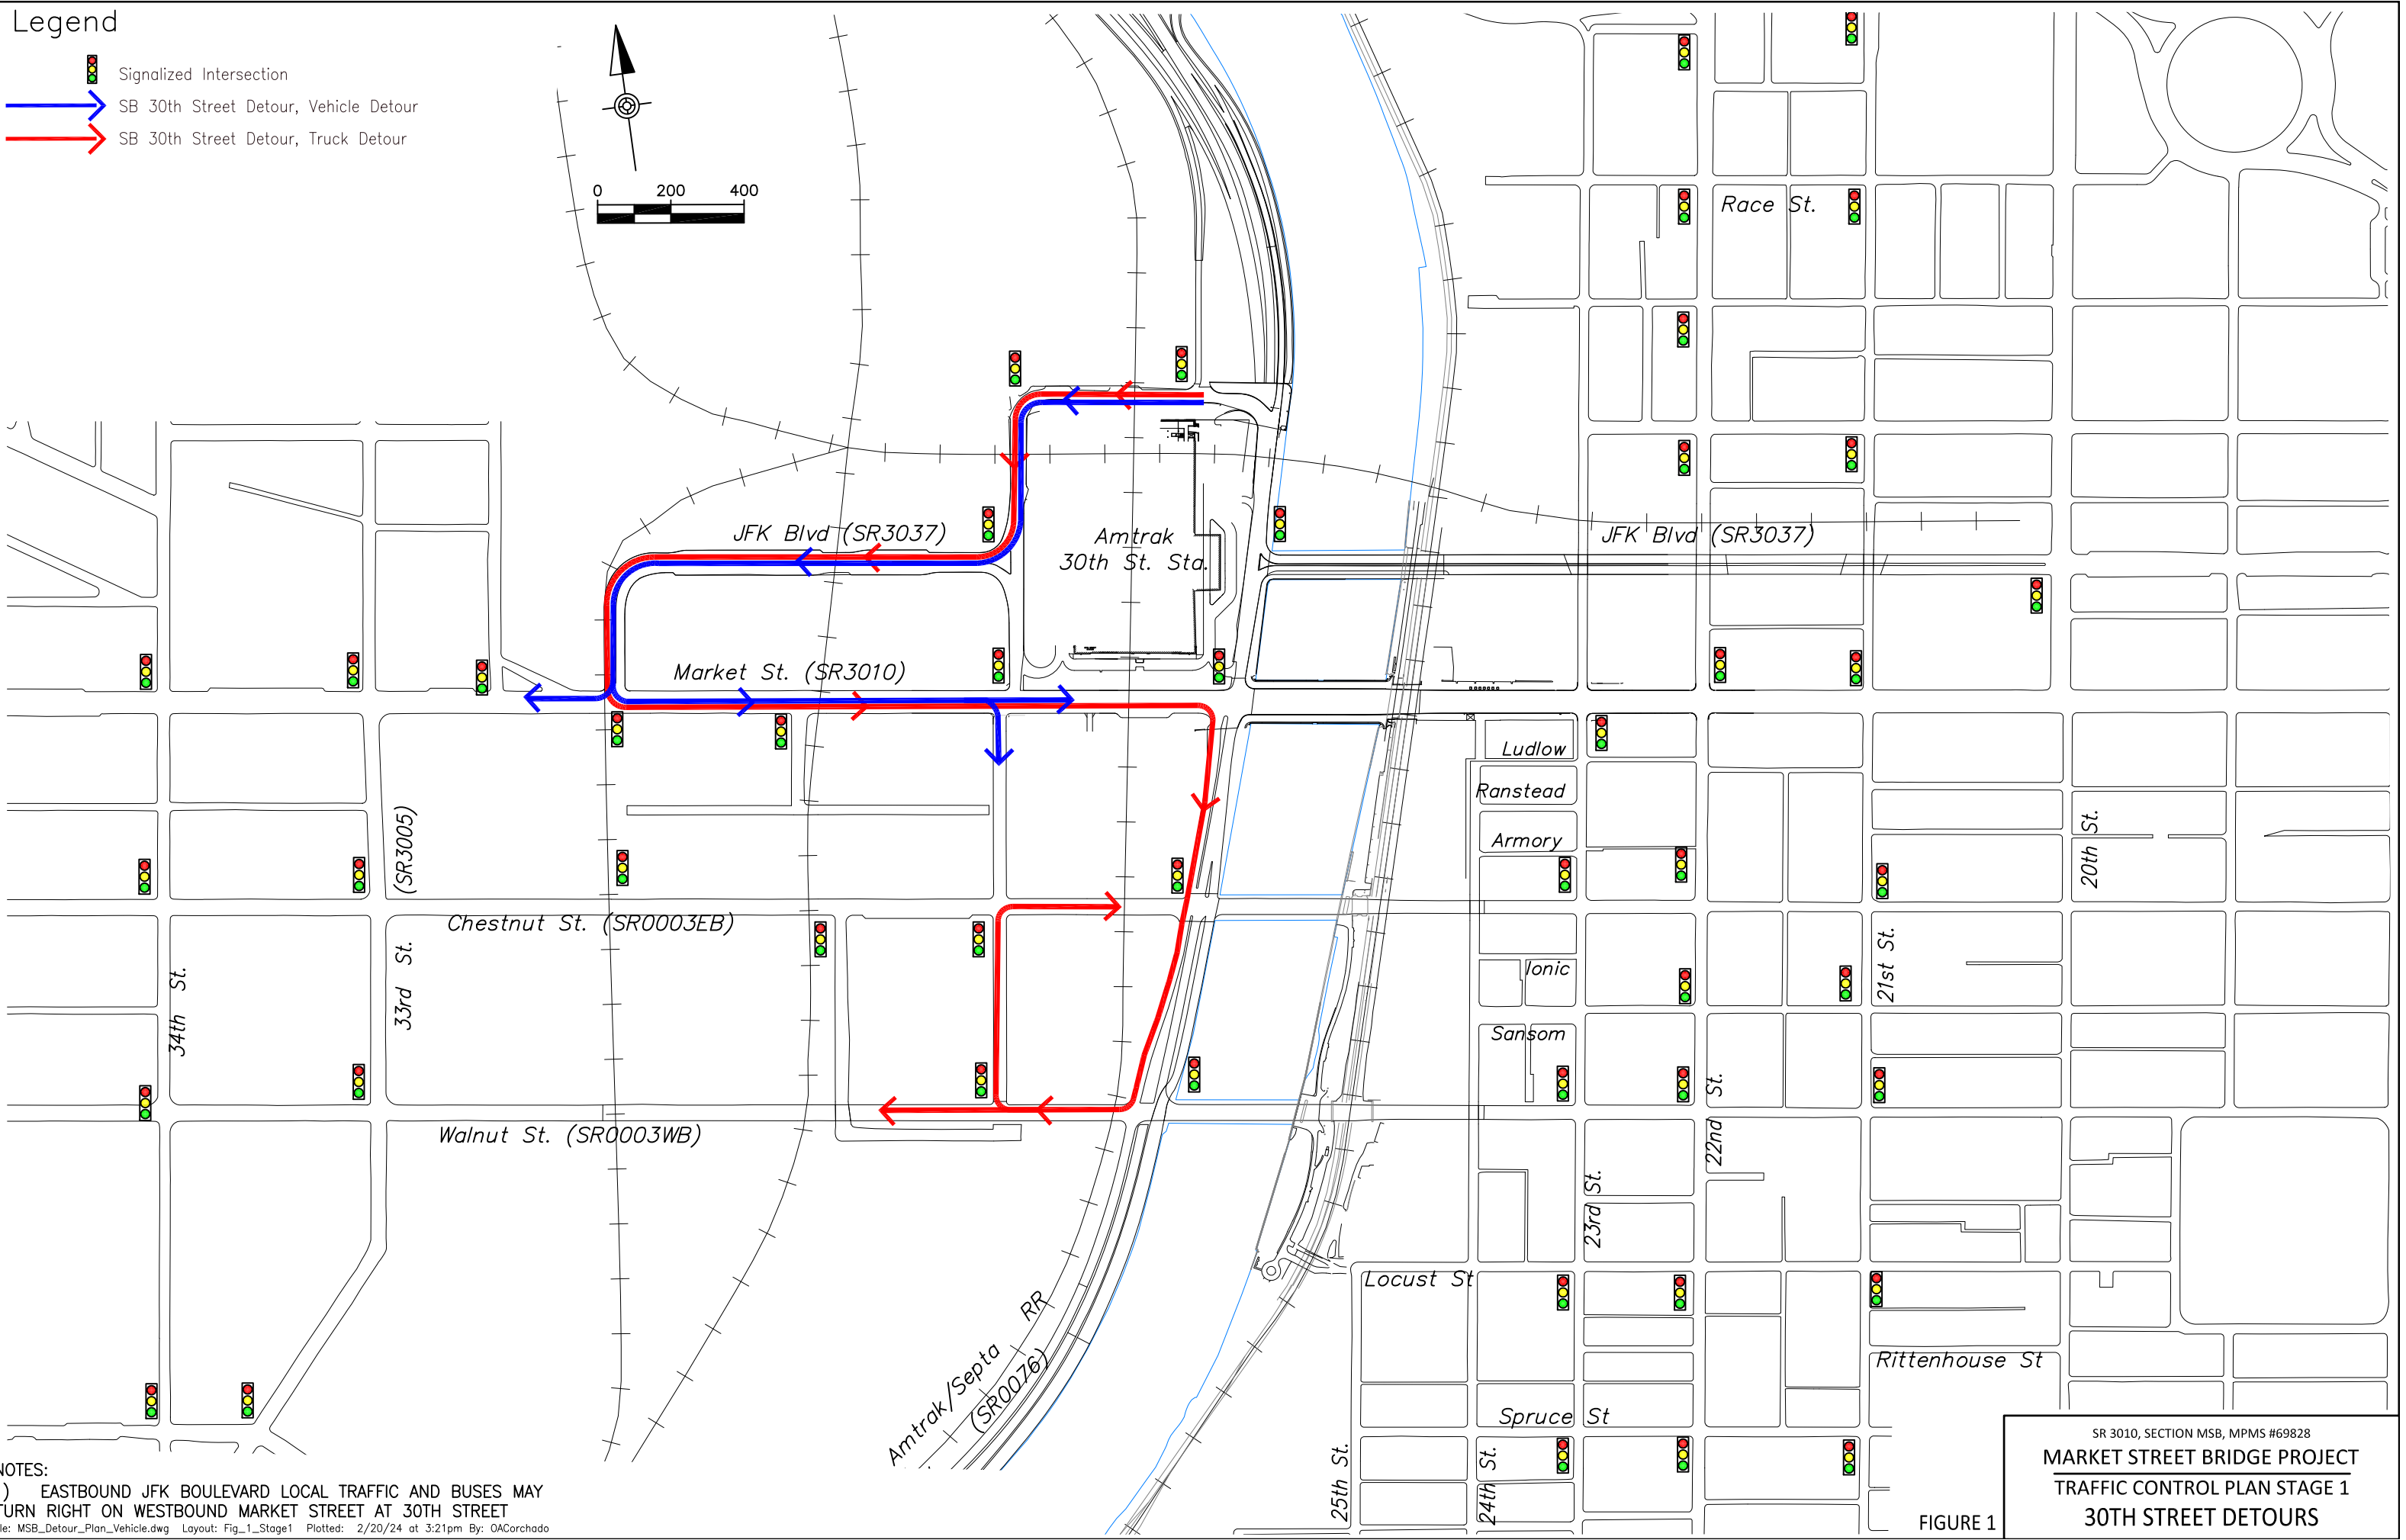 Legend
Signalized Intersection
SB 30th Street Detour, Vehicle Detour
SB 30th Street Detour, Truck Detour
0 200 400
Race St.
JFK Blvd (SR3037)
Amtrak
30th St. Sta.
JFK Blvd (SR3037)
Market St. (SR3010)
Ludlow
Ranstead
Armory
(SR3005)
20th St.
Chestnut St. (SR0003EB)
33rd St.
34th St.
Ionic
21st St.
Sansom
22nd St.
Walnut St. (SR0003WB)
23rd St.
Locust St
Amtrak/Septa RR
(SR0076)
Rittenhouse St
Spruce St
25th St.
24th St.
NOTES:
) EASTBOUND JFK BOULEVARD LOCAL TRAFFIC AND BUSES MAY
TURN RIGHT ON WESTBOUND MARKET STREET AT 30TH STREET
le: MSB_Detour_Plan_Vehicle.dwg Layout: Fig_1_Stage1 Plotted: 2/20/24 at 3:21pm By: OACorchado
FIGURE 1
SR 3010, SECTION MSB, MPMS #69828
MARKET STREET BRIDGE PROJECT
TRAFFIC CONTROL PLAN STAGE 1
30TH STREET DETOURS